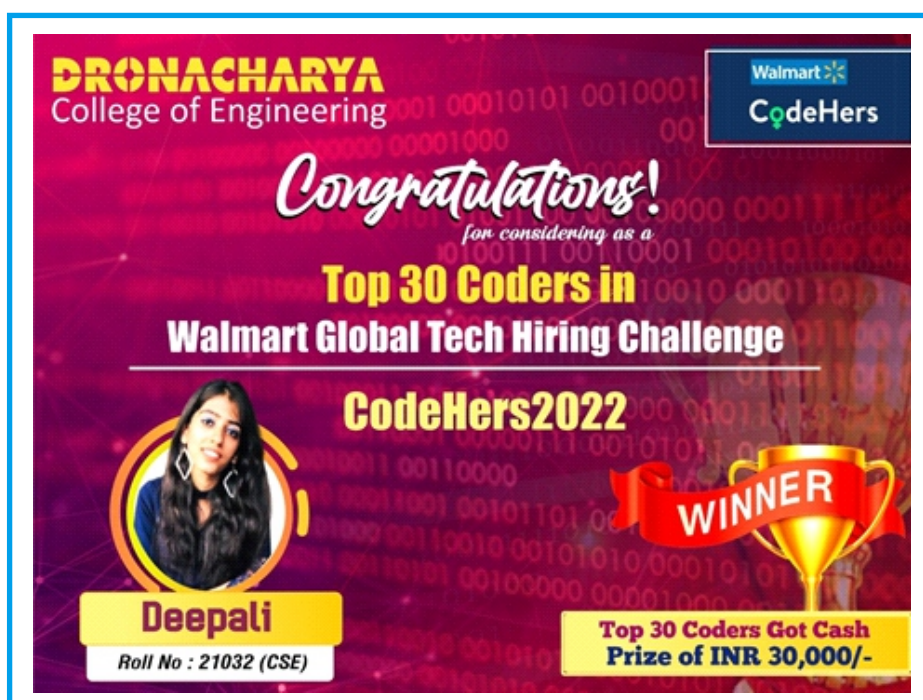 DRONACHARYA
College of Engineering
Walmart
CodeHers
Congratulations!
for considering as a
Top 30 Coders in
Walmart Global Tech Hiring Challenge
CodeHers2022
WINNER
Deepali
Roll No : 21032 (CSE)
Top 30 Coders Got Cash
Prize of INR 30,000/-